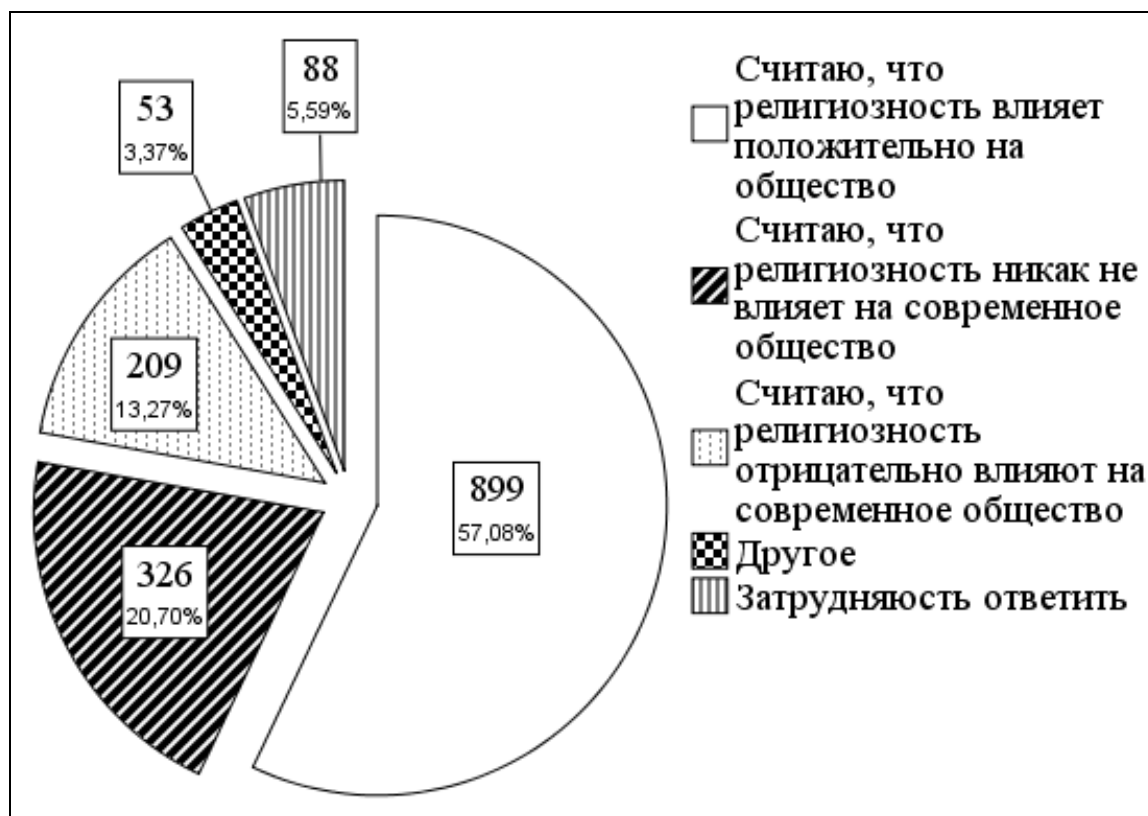 88
5,59%
53
3,37%
209
13,27%
899
57,08%
326
20,70%
Считаю, что
религиозность влияет
положительно на
общество
Считаю, что
религиозность никак не
влияет на современное
общество
Считаю, что
религиозность
отрицательно влияют на
современное общество
Другое
Затрудняюсть ответить